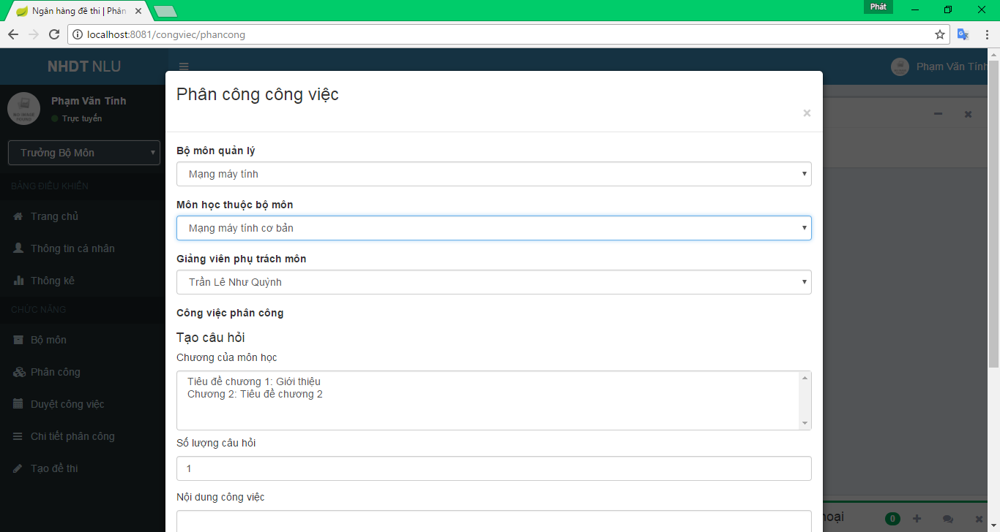 Ngân hàng đề thi | Phân
Phát
localhost:8081/congviec/phancong
NHDT NLU
Phạm Văn Tính
Phạm Văn Tính
Trực tuyến
Trưởng Bộ Môn
BẢNG ĐIỀU KHIỂN
Trang chủ
Thông tin cá nhân
Thống kê
CHỨC NĂNG
Bộ môn
Phân công
Duyệt công việc
Chi tiết phân công
Tạo đề thi
Phân công công việc
×
Bộ môn quản lý
Mạng máy tính
Môn học thuộc bộ môn
Mạng máy tính cơ bản
Giảng viên phụ trách môn
Trần Lê Như Quỳnh
Công việc phân công
Tạo câu hỏi
Chương của môn học
Tiêu đề chương 1: Giới thiệu
Chương 2: Tiêu đề chương 2
Số lượng câu hỏi
1
Nội dung công việc
hoại
0